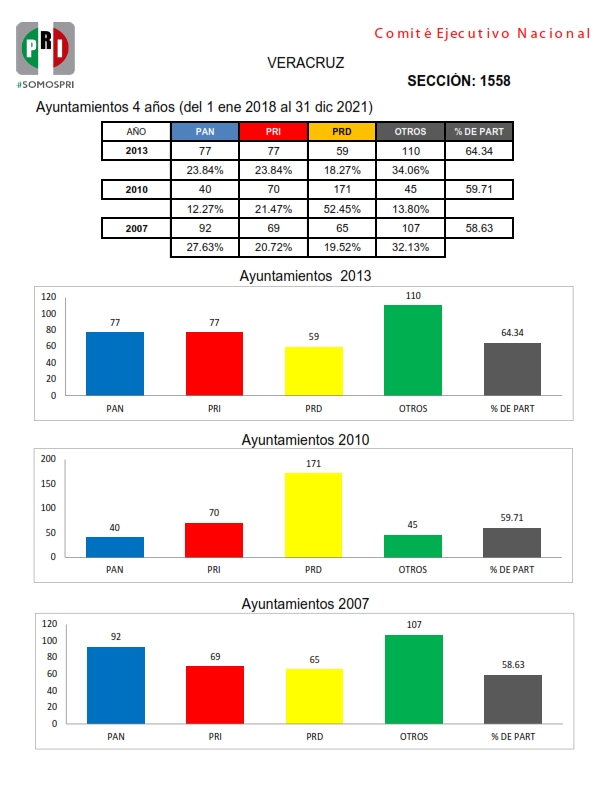 Comité Ejecutivo Nacional
PRI
#SOMOSPRI
VERACRUZ
SECCIÓN: 1558
Ayuntamientos 4 años (del 1 ene 2018 al 31 dic 2021)
AÑO PAN PRI PRD OTROS % DE PART
2013 77 77 59 110 64.34
23.84% 23.84% 18.27% 34.06%
2010 40 70 171 45 59.71
12.27% 21.47% 52.45% 13.80%
2007 92 69 65 107 58.63
27.63% 20.72% 19.52% 32.13%
Ayuntamientos 2013
120
100
80
60
40
20
0
77 77 59 110 64.34
PAN PRI PRD OTROS % DE PART
Ayuntamientos 2010
200
150
100
50
0
40 70 171 45 59.71
PAN PRI PRD OTROS % DE PART
Ayuntamientos 2007
120
100
80
60
40
20
0
92 69 65 107 58.63
PAN PRI PRD OTROS % DE PART